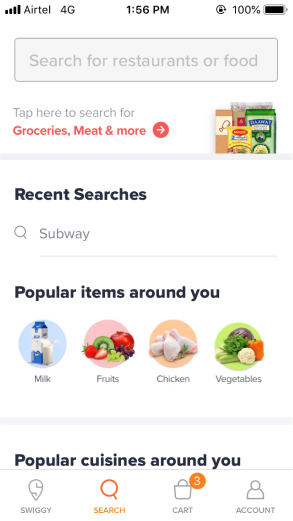 Airtel 4G 1:56 PM 100%
Search for restaurants or food
Tap here to search for
Groceries, Meat & more
MAGGI
DAAWAT
Recent Searches
Subway
Popular items around you
Milk Fruits Chicken Vegetables
Popular cuisines around you
3
SWIGGY SEARCH CART ACCOUNT